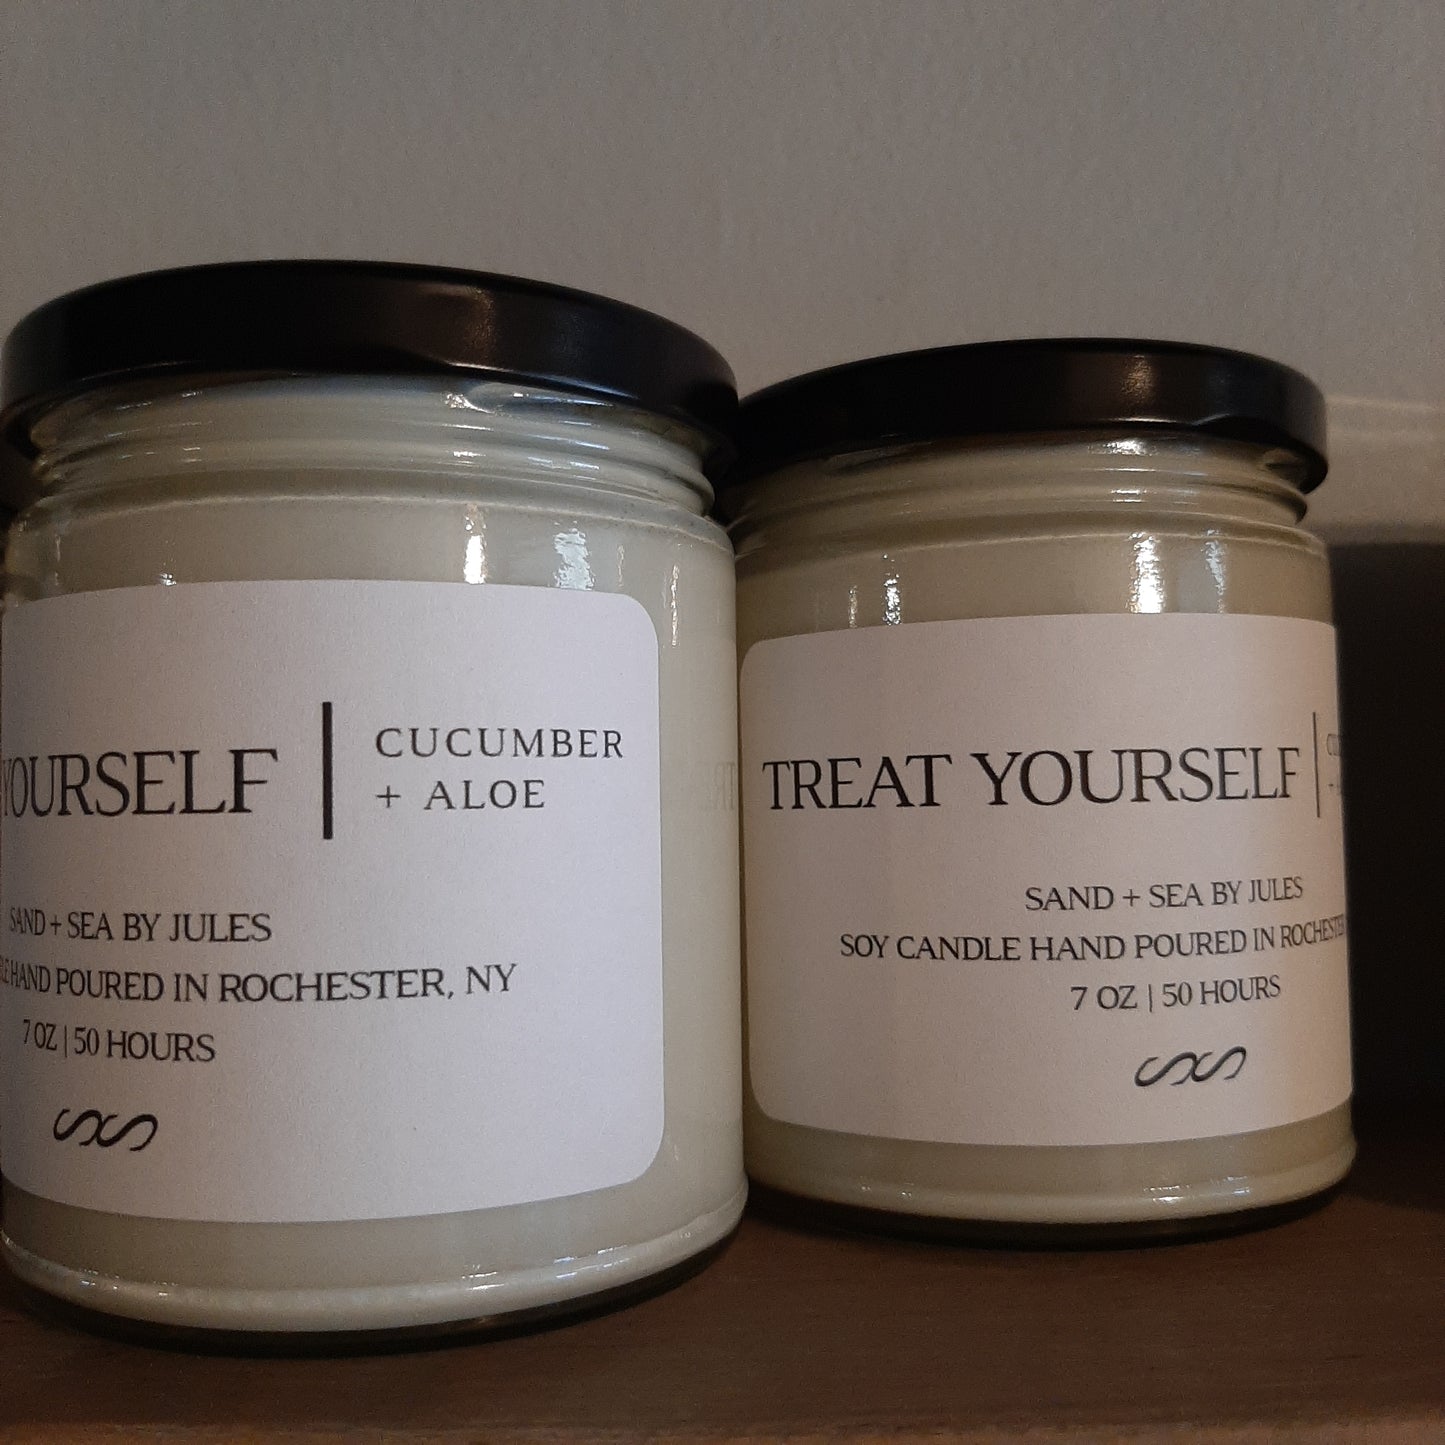 YOURSELF
CUCUMBER
+ ALOE
SAND + SEA BY JULES
HAND POURED IN ROCHESTER, NY
7 OZ | 50 HOURS
TREAT YOURSELF
SAND + SEA BY JULES
SOY CANDLE HAND POURED IN ROCHESTER
7 OZ | 50 HOURS